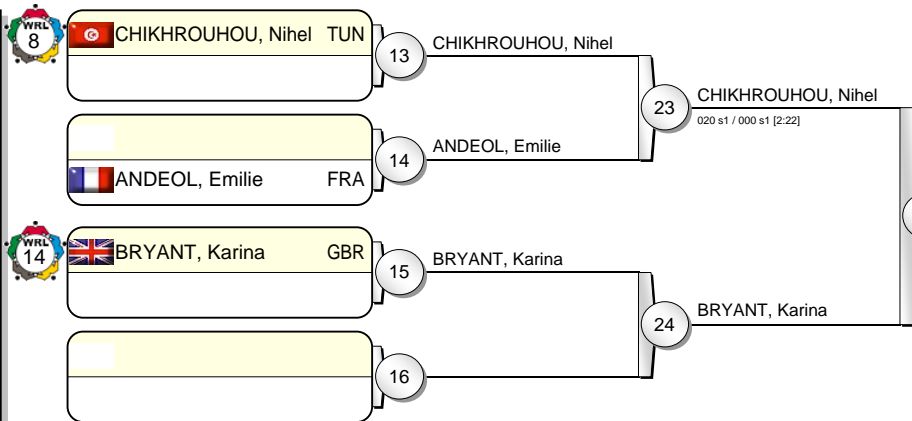 WRL
8
CHIKHROUHOU, Nihel TUN
13
CHIKHROUHOU, Nihel
23
CHIKHROUHOU, Nihel
020 s1 / 000 s1 [2:22]
14
ANDEOL, Emilie
ANDEOL, Emilie FRA
WRL
14
BRYANT, Karina GBR
15
BRYANT, Karina
24
BRYANT, Karina
16